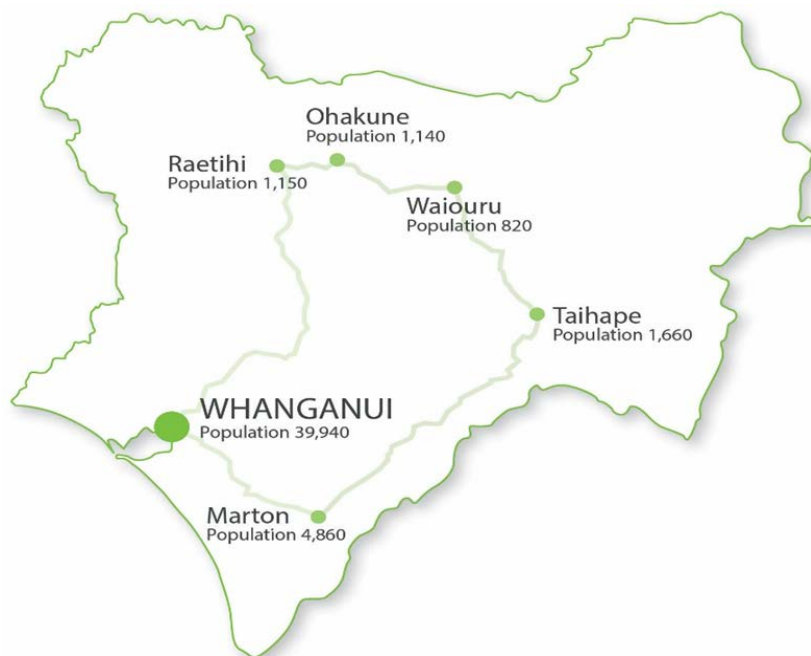 Ohakune
Population 1,140
Raetihi
Population 1,150
Waiouru
Population 820
Taihape
Population 1,660
WHANGANUI
Population 39,940
Marton
Population 4,860